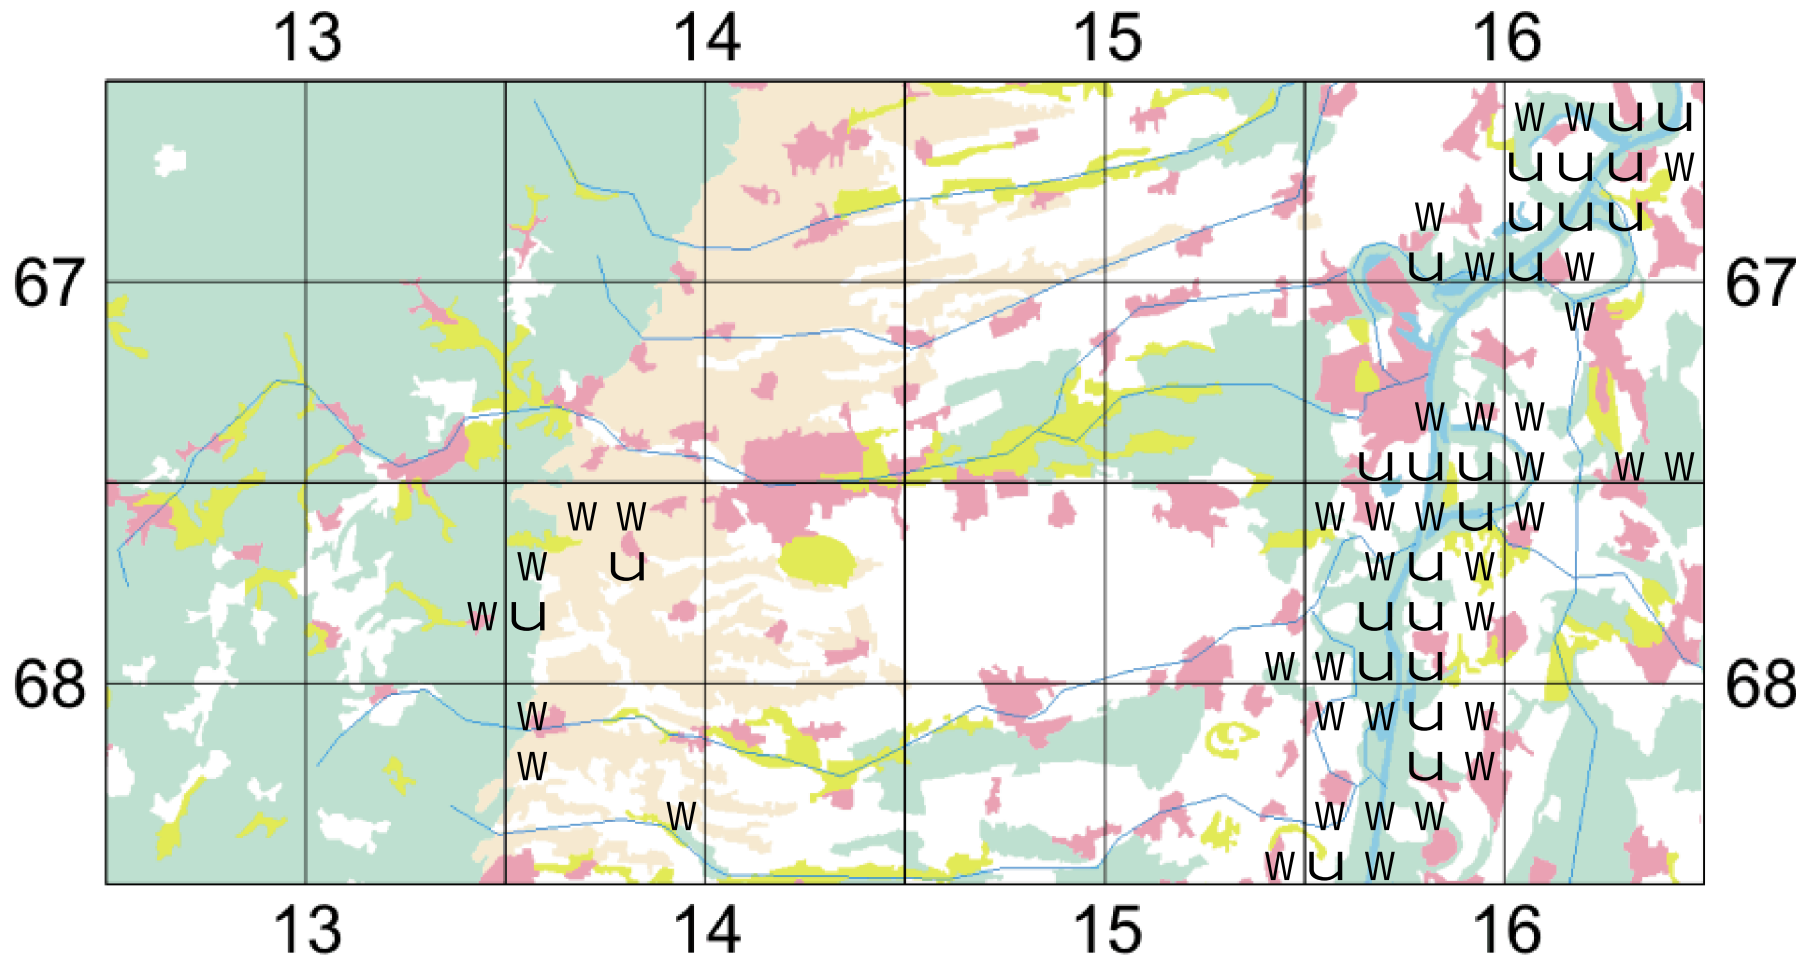 13 14 15 16
w w u u
u u u w
w u u u
67 u w u w 67
w
w w w
u u u w w w
w w w w w u w
w u w u w
w u u u w
w w u u
68 68
w w w u w
w u w
w w w w
w u w
13 14 15 16